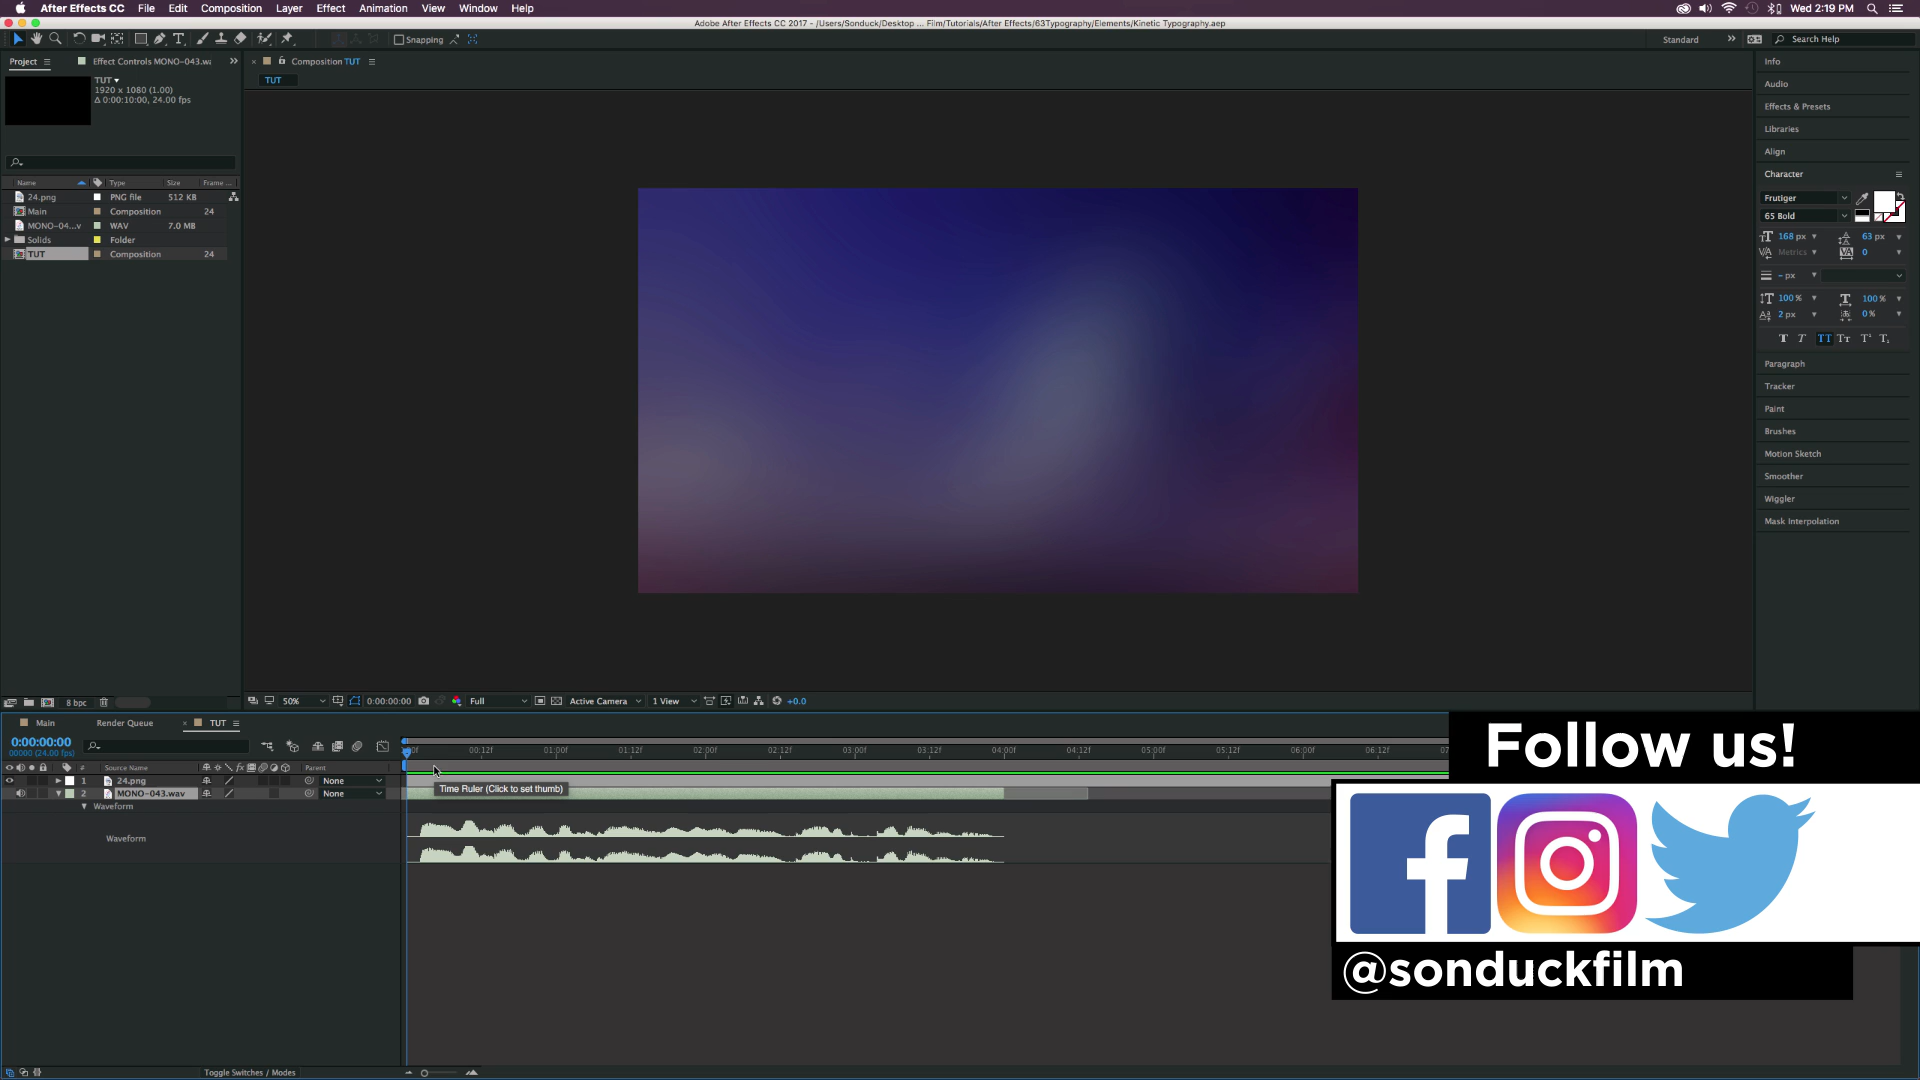 After Effects CC File Edit Composition Layer Effect Animation View Window Help Wed 2:19 PM
Adobe After Effects CC 2017 - /Users/Sonduck/Desktop ... Film/Tutorials/After Effects/63Typography/Elements/Kinetic Typography.aep
Snapping Standard Search Help
Project Effect Controls MONO-043.wa Composition TUT
TUT
TUT
1920 x 1080 (1.00)
Δ 0:00:10:00, 24.00 fps
Name Type Size Frame ...
24.png PNG file 512 KB
Main Composition 24
MONO-04...v WAV 7.0 MB
Solids Folder
TUT Composition 24
Info
Audio
Effects & Presets
Libraries
Align
Character
Frutiger
65 Bold
168 px 63 px
Metrics 0
- px
100 % 100 %
2 px 0 %
Paragraph
Tracker
Paint
Brushes
Motion Sketch
Smoother
Wiggler
Mask Interpolation
8 bpc 50% 0:00:00:00 Full Active Camera 1 View +0.0
Main Render Queue TUT
0:00:00:00
00000 (24.00 fps)
:00f 00:12f 01:00f 01:12f 02:00f 02:12f 03:00f 03:12f 04:00f 04:12f 05:00f 05:12f 06:00f 06:12f
# Source Name fx Parent
1 24.png None
2 MONO-043.wav None
Time Ruler (Click to set thumb)
Waveform
Waveform
Toggle Switches / Modes
Follow us!
@sonduckfilm